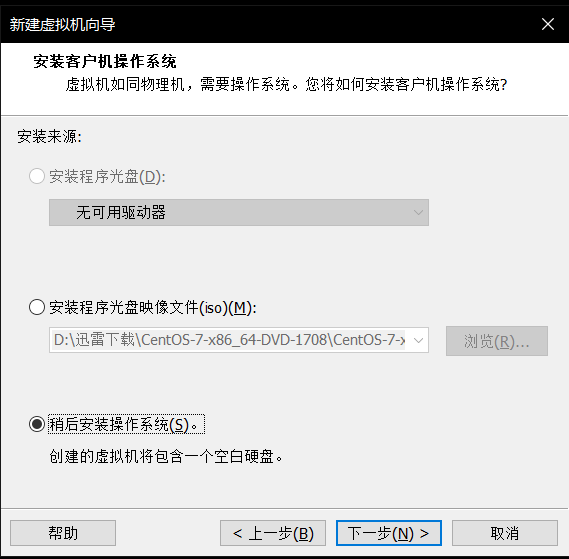 新建虚拟机向导
安装客户机操作系统
虚拟机如同物理机，需要操作系统。您将如何安装客户机操作系统?
安装来源:
安装程序光盘(D):
无可用驱动器
安装程序光盘映像文件(iso)(M):
D:\迅雷下载\CentOS-7-x86_64-DVD-1708\CentOS-7-x
浏览(R)...
稍后安装操作系统(S)。
创建的虚拟机将包含一个空白硬盘。
帮助
< 上一步(B)
下一步(N) >
取消